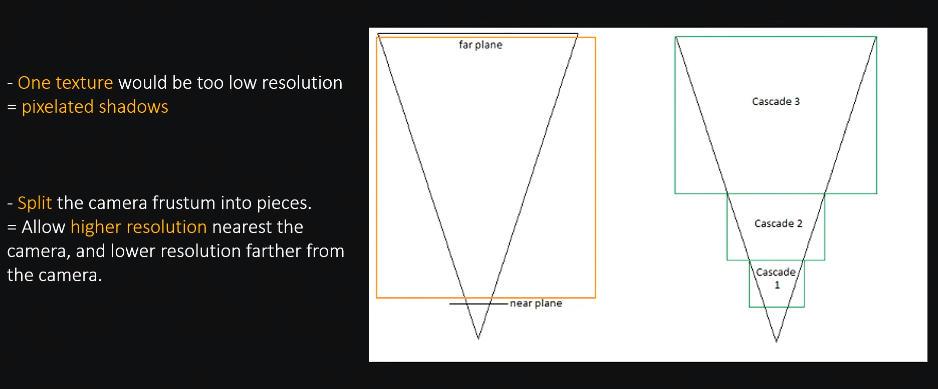 - One texture would be too low resolution
= pixelated shadows
- Split the camera frustum into pieces.
= Allow higher resolution nearest the
camera, and lower resolution farther from
the camera.
far plane
near plane
Cascade 3
Cascade 2
Cascade
1